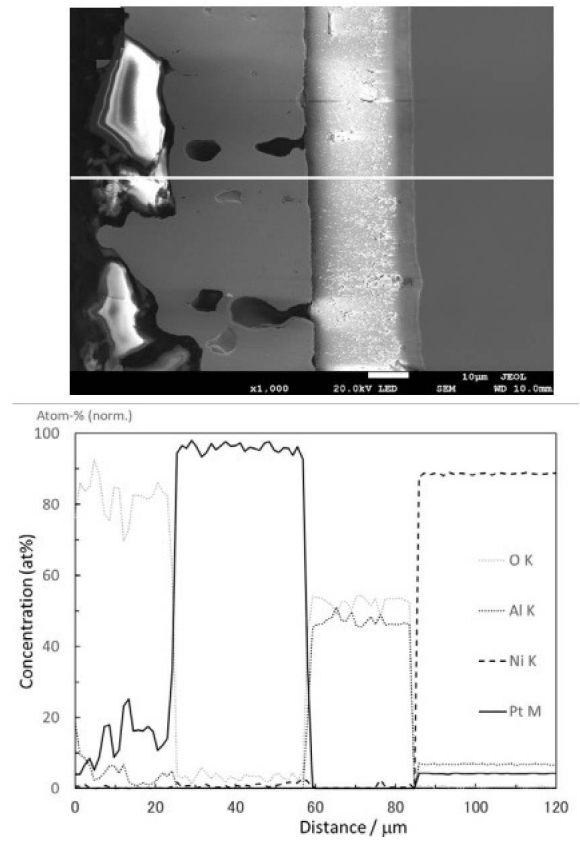 10μm JEOL
x1,000 20.0kV LED SEM WD 10.0mm
Atom-% (norm.)
Concentration (at%)
100
80
60
40
20
0
O K
Al K
Ni K
Pt M
0 20 40 60 80 100 120
Distance / μm